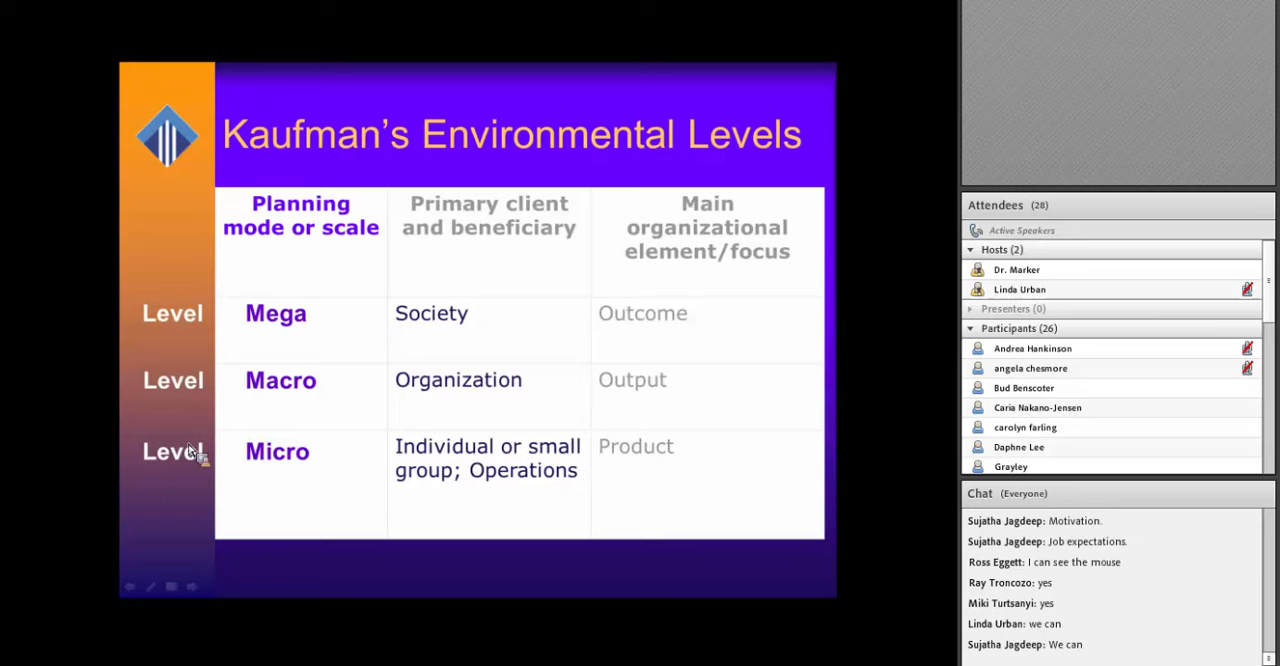 Kaufman's Environmental Levels
Planning
mode or scale
Primary client
and beneficiary
Main
organizational
element/focus
Level
Mega
Society
Outcome
Level
Macro
Organization
Output
Level
Micro
Individual or small
group; Operations
Product
Attendees (28)
Active Speakers
Hosts (2)
Dr. Marker
Linda Urban
Presenters (0)
Participants (26)
Andrea Hankinson
angela chesmore
Bud Benscoter
Caria Nakano-Jensen
carolyn farling
Daphne Lee
Grayley
Chat (Everyone)
Sujatha Jagdeep: Motivation.
Sujatha Jagdeep: Job expectations.
Ross Eggett: I can see the mouse
Ray Troncozo: yes
Miki Turtsanyi: yes
Linda Urban: we can
Sujatha Jagdeep: We can